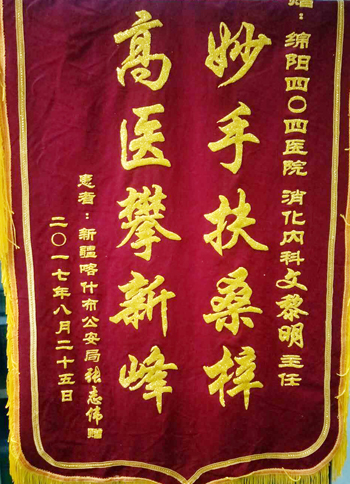 赠：绵阳四〇四医院 消化内科文黎明主任
妙手扶桑梓
高医攀新峰
患者：新疆喀什市公安局张志伟赠
二〇一七年八月二十五日